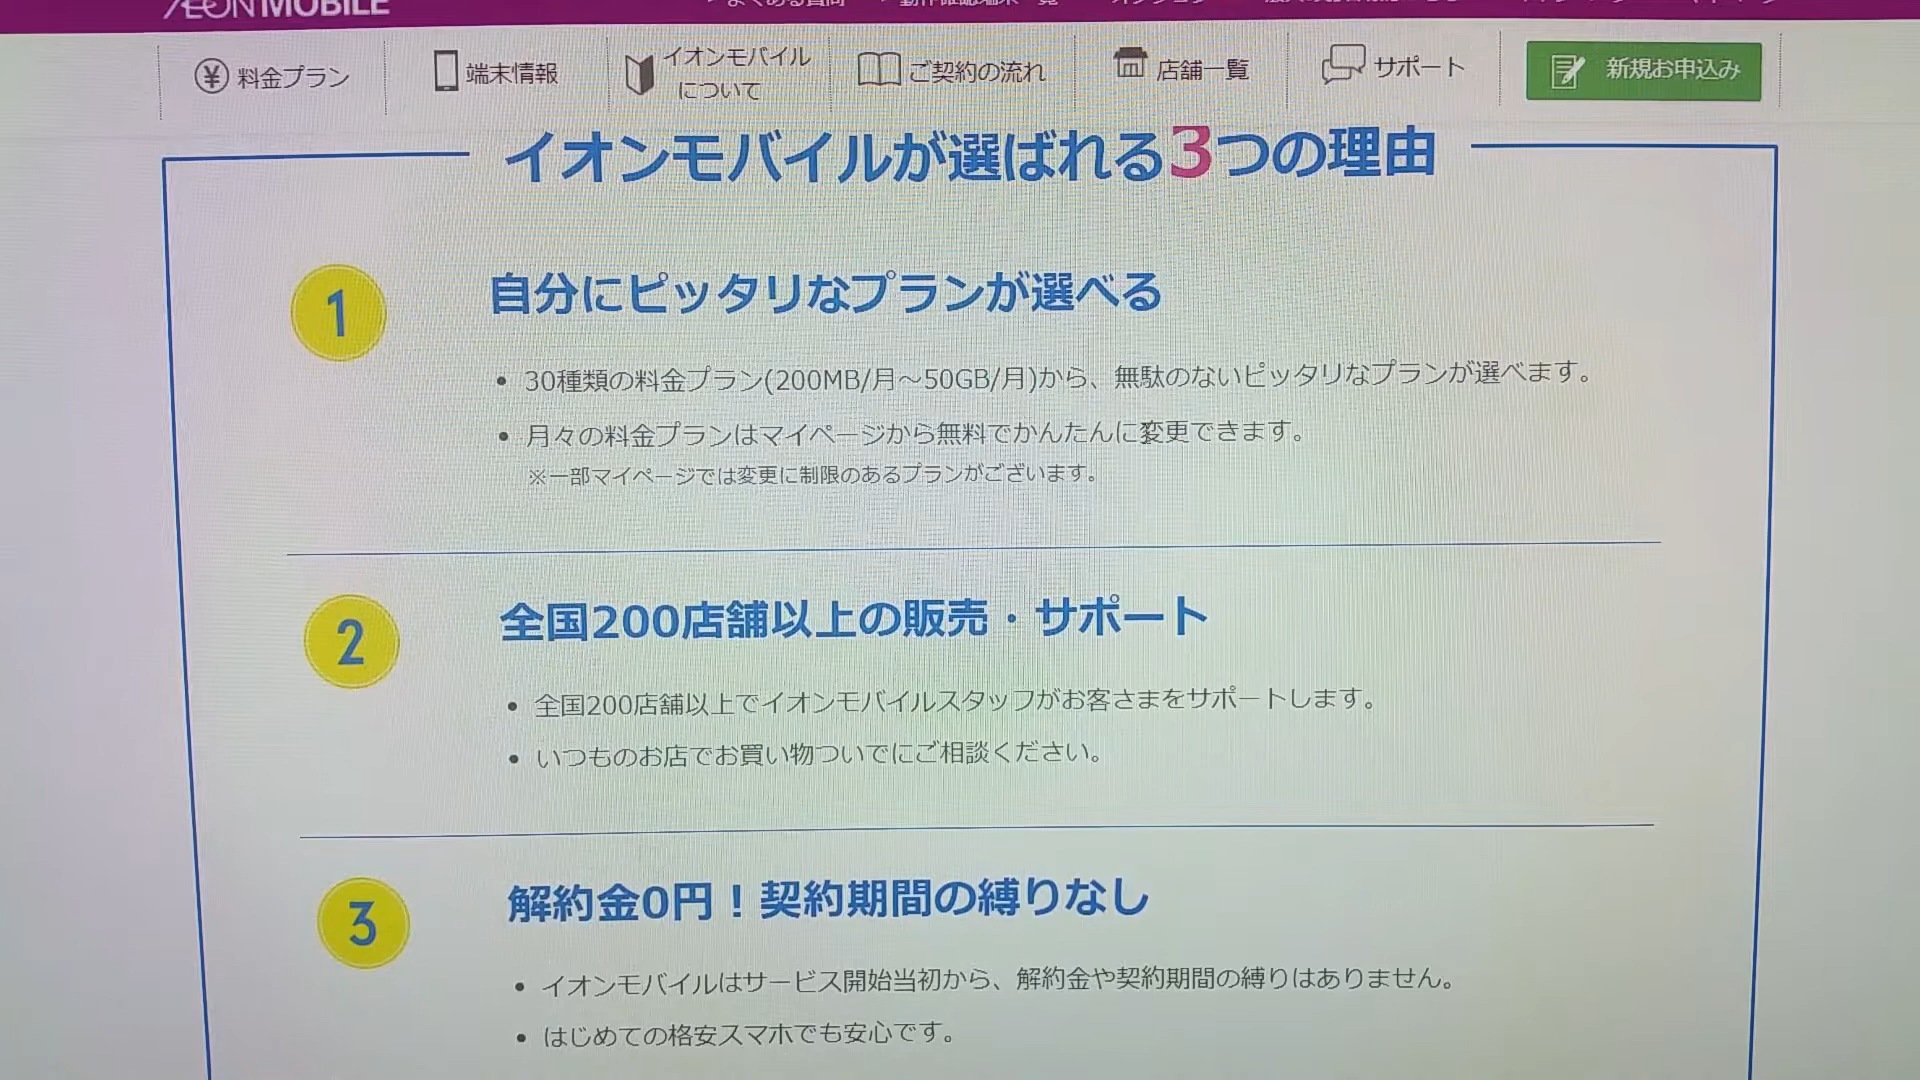 ÆON MOBILE
料金プラン
端末情報
イオンモバイル
について
ご契約の流れ
店舗一覧
サポート
新規お申込み
イオンモバイルが選ばれる3つの理由
1
自分にピッタリなプランが選べる
• 30種類の料金プラン(200MB/月～50GB/月)から、無駄のないピッタリなプランが選べます。
• 月々の料金プランはマイページから無料でかんたんに変更できます。
※一部マイページでは変更に制限のあるプランがございます。
2
全国200店舗以上の販売・サポート
• 全国200店舗以上でイオンモバイルスタッフがお客さまをサポートします。
• いつものお店でお買い物ついでにご相談ください。
3
解約金0円！契約期間の縛りなし
• イオンモバイルはサービス開始当初から、解約金や契約期間の縛りはありません。
• はじめての格安スマホでも安心です。